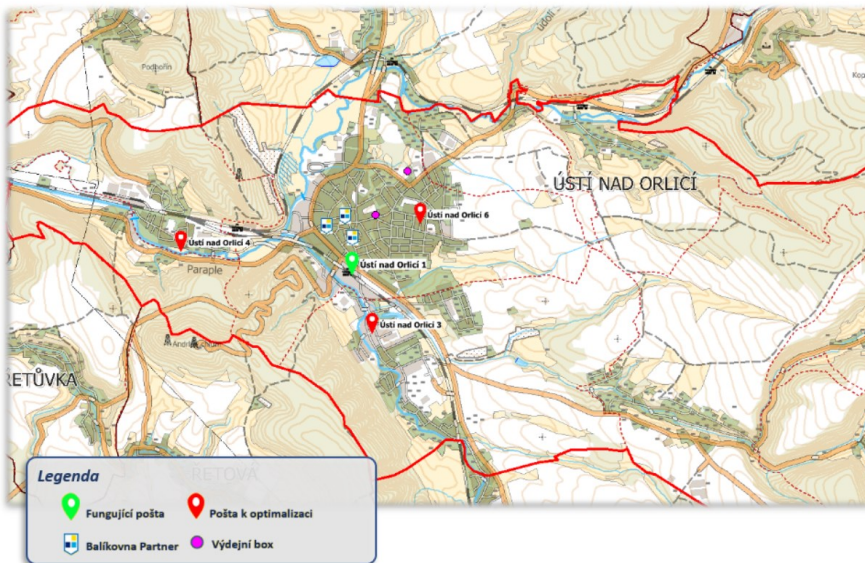 Podhořín
Údolí
ÚSTÍ NAD ORLICÍ
Ústí nad Orlicí 6
Ústí nad Orlicí 4
Paraple
Ústí nad Orlicí 1
Ústí nad Orlicí 3
ŘETŮVKA
ŘETOVÁ
Legenda
Fungující pošta
Pošta k optimalizaci
Balíkovna Partner
Výdejní box